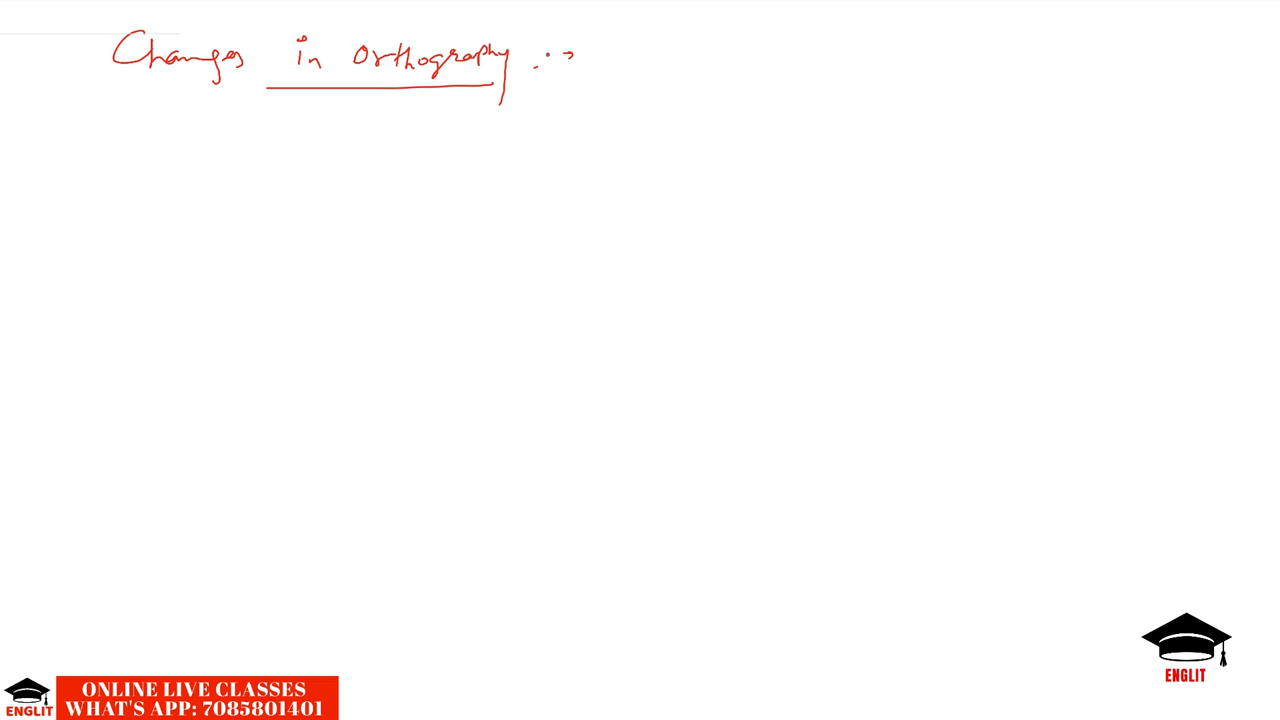 Changes in Orthography :->
ENGLIT
ENGLIT
ONLINE LIVE CLASSES
WHAT'S APP: 7085801401